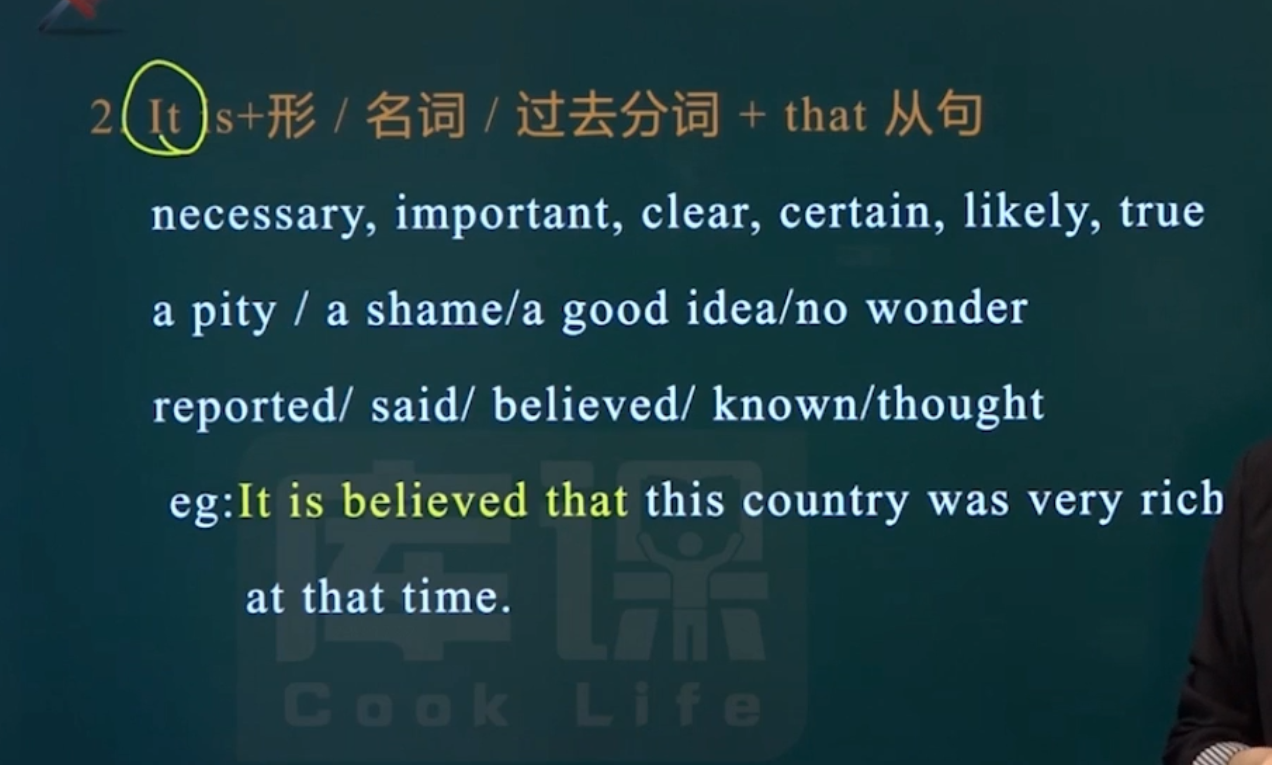 2. It is+形 / 名词 / 过去分词 + that 从句
necessary, important, clear, certain, likely, true
a pity / a shame/a good idea/no wonder
reported/ said/ believed/ known/thought
eg:It is believed that this country was very rich
at that time.
库课
Cook Life